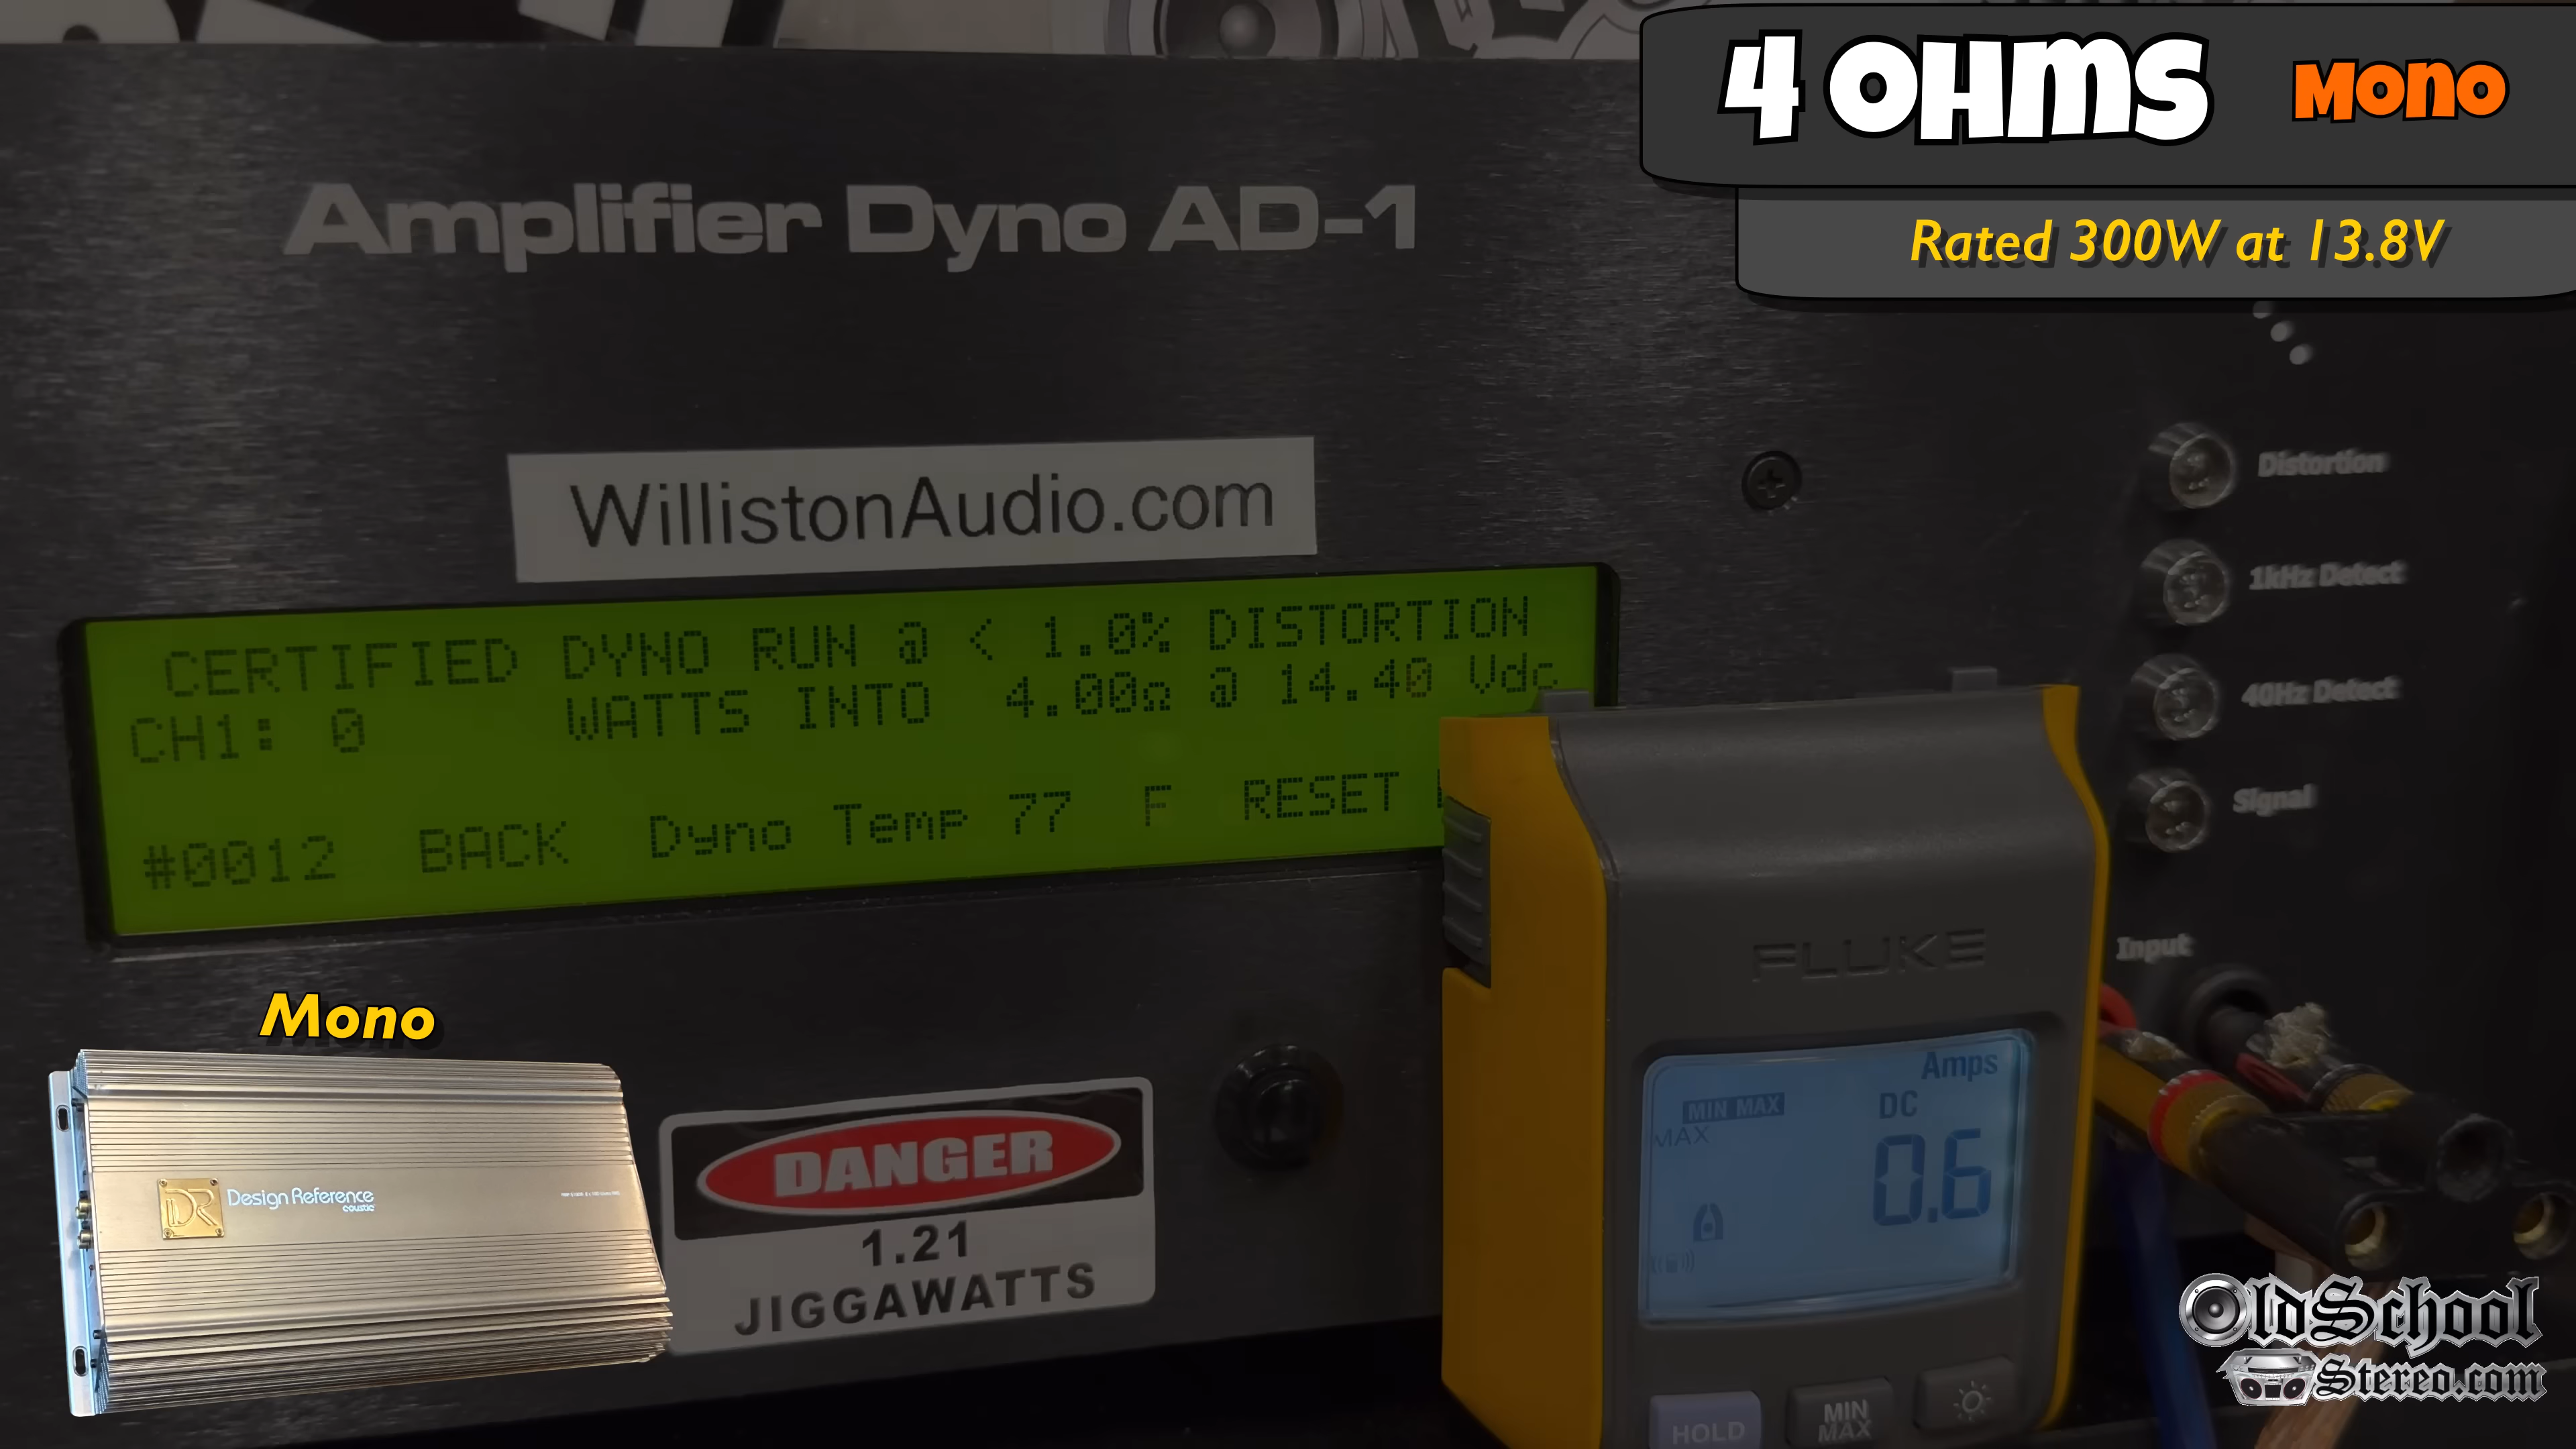 4 OHMS Mono
Rated 300W at 13.8V
Amplifier Dyno AD-1
WillistonAudio.com
CERTIFIED DYNO RUN @ < 1.0% DISTORTION
CH1: 0 WATTS INTO 4.00Ω @ 14.40 Vdc
#0012 BACK Dyno Temp 77 F RESET
Distortion
1kHz Detect
40Hz Detect
Signal
Input
FLUKE
Amps
MIN MAX DC
MAX
0.6
HOLD
MIN
MAX
Mono
DR Design Reference
coustic
DANGER
1.21
JIGGAWATTS
OldSchool
Stereo.com